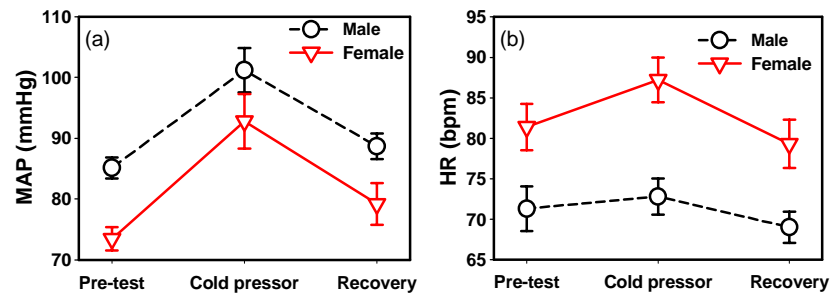 (a)
Male
Female
MAP (mmHg)
110
100
90
80
70
Pre-test Cold pressor Recovery
(b)
Male
Female
HR (bpm)
95
90
85
80
75
70
65
Pre-test Cold pressor Recovery